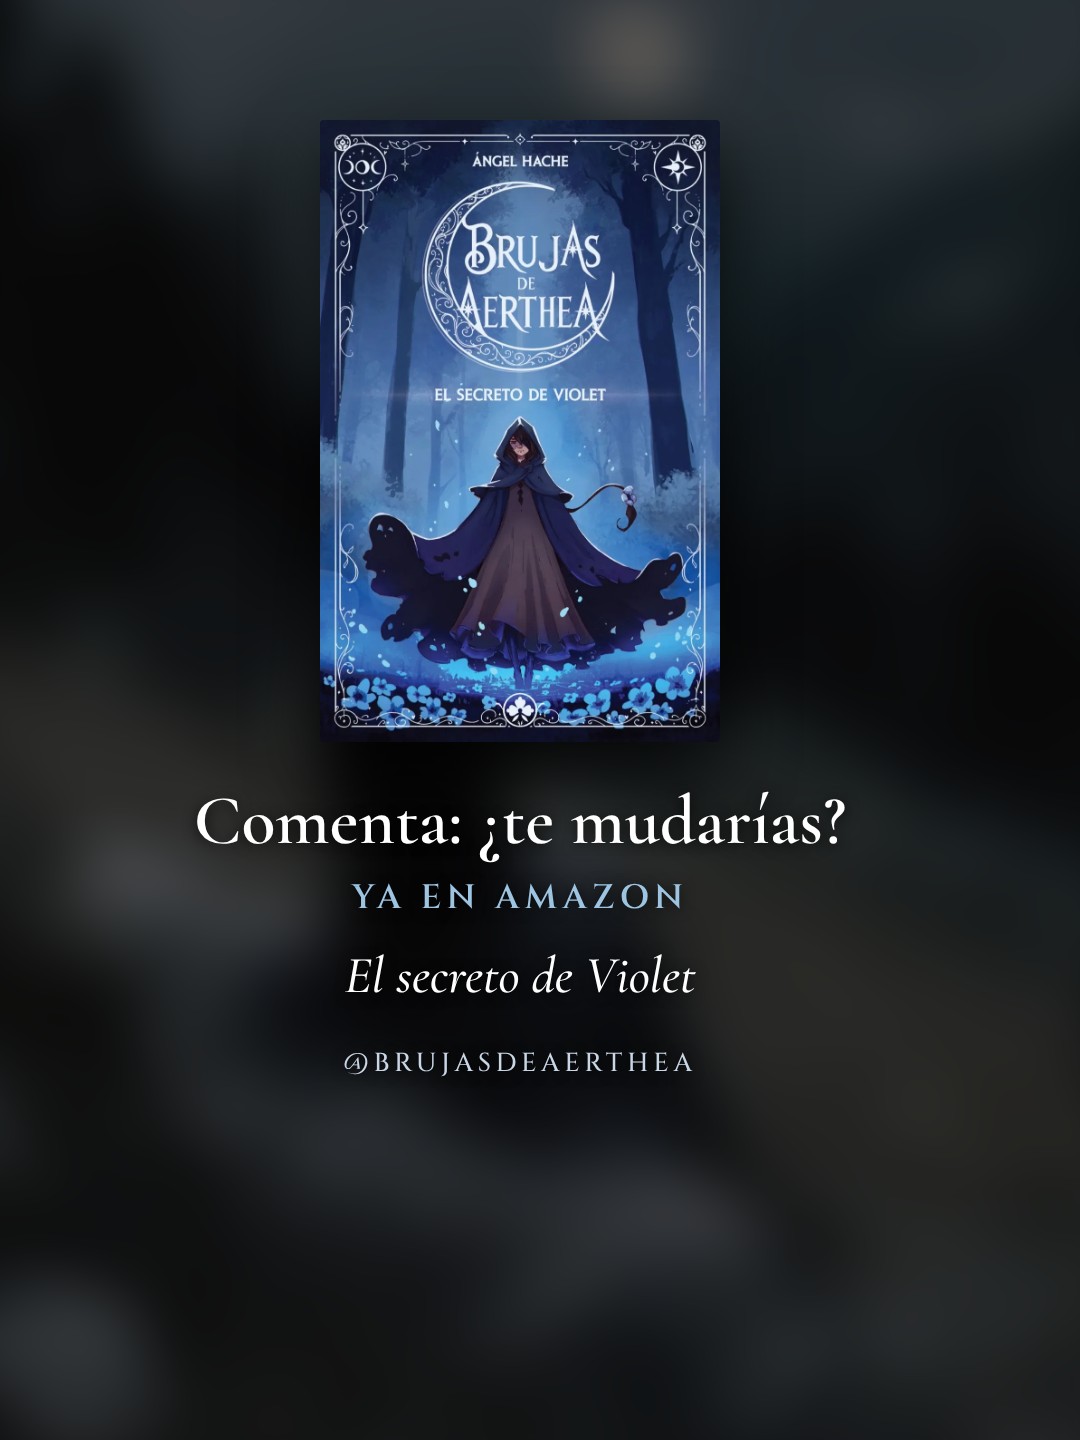 ÁNGEL HACHE
BRUJAS
DE
AERTHEA
EL SECRETO DE VIOLET
Comenta: ¿te mudarías?
YA EN AMAZON
El secreto de Violet
@BRUJASDEAERTHEA